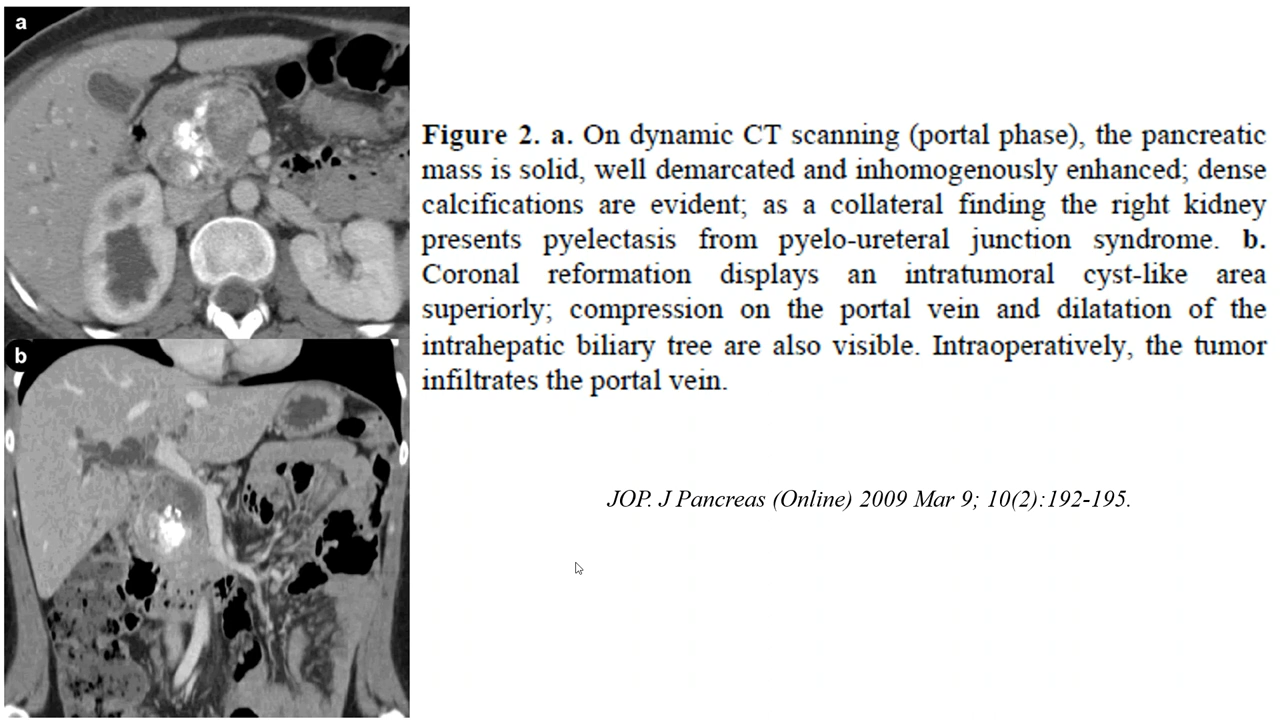 a
Figure 2. a. On dynamic CT scanning (portal phase), the pancreatic
mass is solid, well demarcated and inhomogenously enhanced; dense
calcifications are evident; as a collateral finding the right kidney
presents pyelectasis from pyelo-ureteral junction syndrome. b.
Coronal reformation displays an intratumoral cyst-like area
superiorly; compression on the portal vein and dilatation of the
intrahepatic biliary tree are also visible. Intraoperatively, the tumor
infiltrates the portal vein.
b
JOP. J Pancreas (Online) 2009 Mar 9; 10(2):192-195.